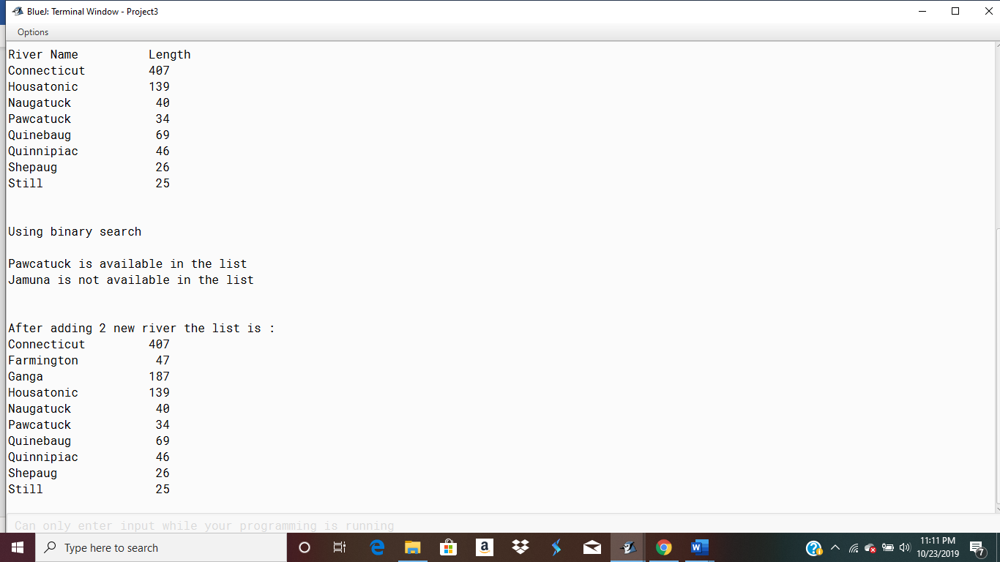 BlueJ: Terminal Window - Project3
Options
River Name Length
Connecticut 407
Housatonic 139
Naugatuck 40
Pawcatuck 34
Quinebaug 69
Quinnipiac 46
Shepaug 26
Still 25
Using binary search
Pawcatuck is available in the list
Jamuna is not available in the list
After adding 2 new river the list is :
Connecticut 407
Farmington 47
Ganga 187
Housatonic 139
Naugatuck 40
Pawcatuck 34
Quinebaug 69
Quinnipiac 46
Shepaug 26
Still 25
Can only enter input while your programming is running
Type here to search
11:11 PM
10/23/2019
7